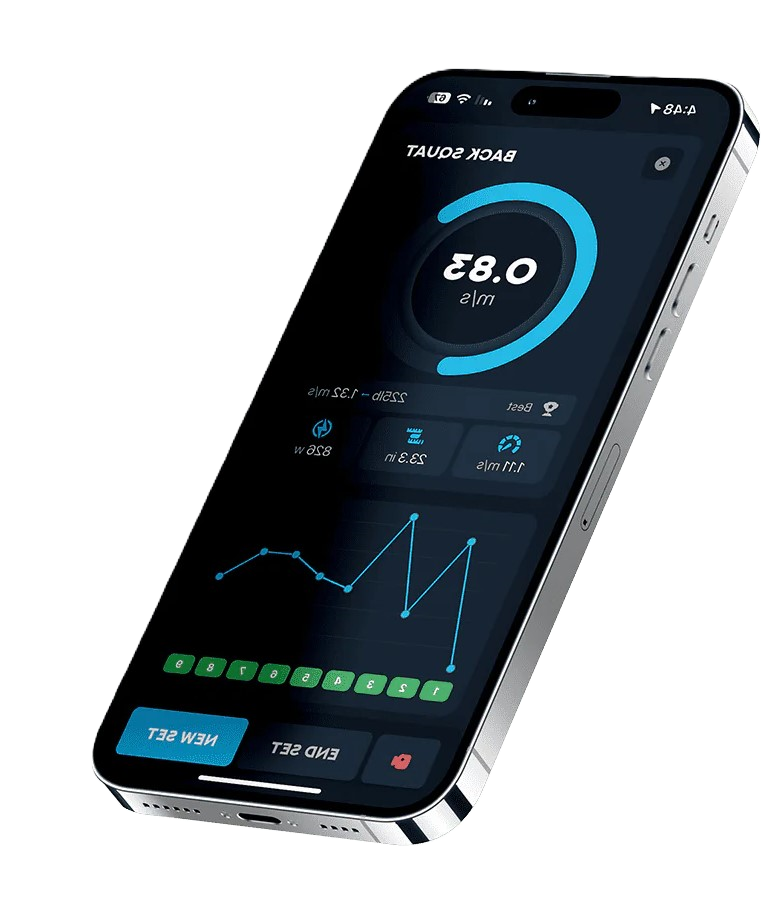 4:48
67
BACK SQUAT
0.83
m/s
Best
225lb - 1.32 m/s
1.11 m/s
23.3 in
826 w
1 2 3 4 5 6 7 8 9
END SET
NEW SET